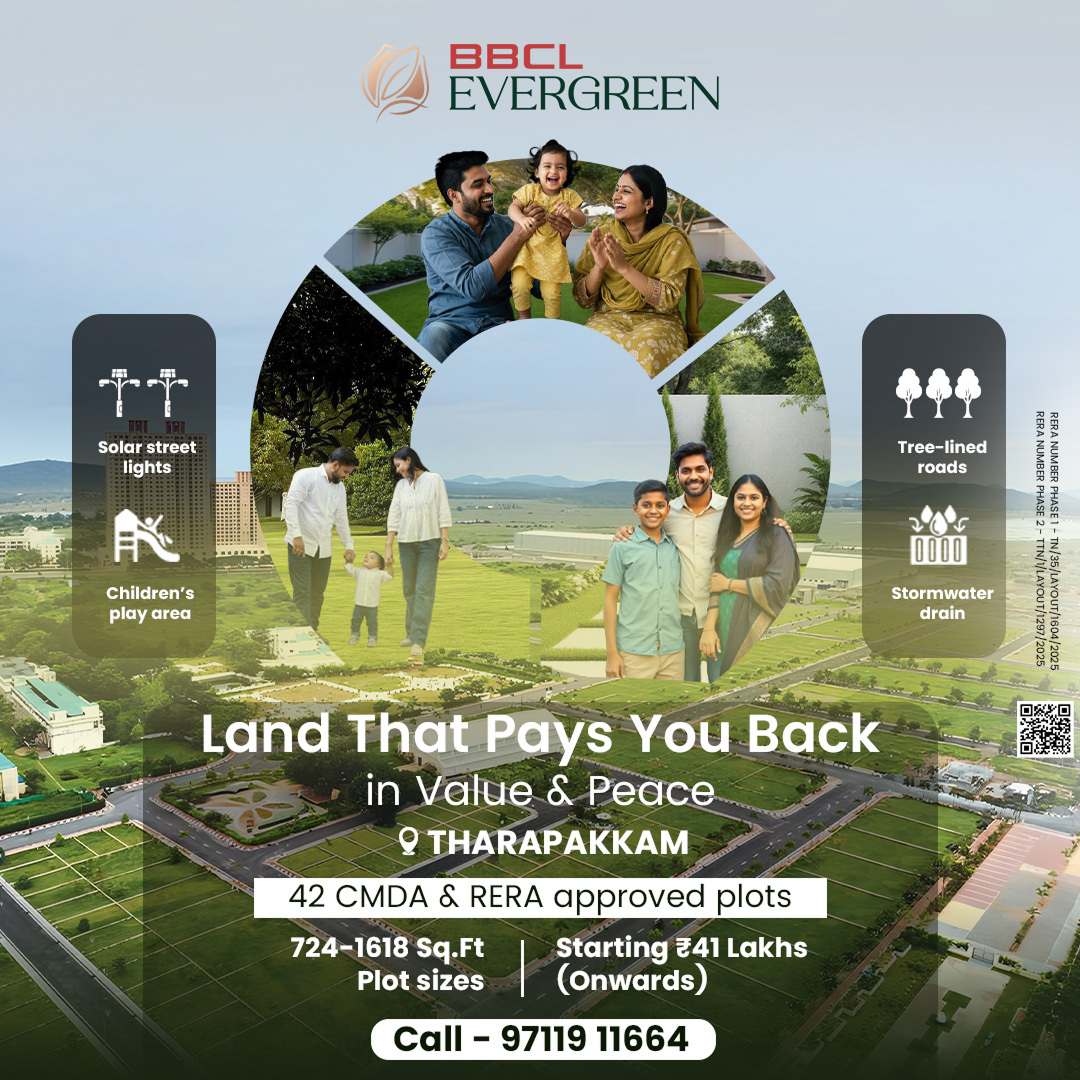 BBCL
EVERGREEN
Solar street
lights
Children's
play area
Tree-lined
roads
Stormwater
drain
RERA NUMBER PHASE 1 - TN/35/LAYOUT/1604/2025
RERA NUMBER PHASE 2 - TTN/1/LAYOUT/1297/2025
Land That Pays You Back
in Value & Peace
THARAPAKKAM
42 CMDA & RERA approved plots
724-1618 Sq.Ft
Plot sizes
Starting ₹41 Lakhs
(Onwards)
Call - 97119 11664